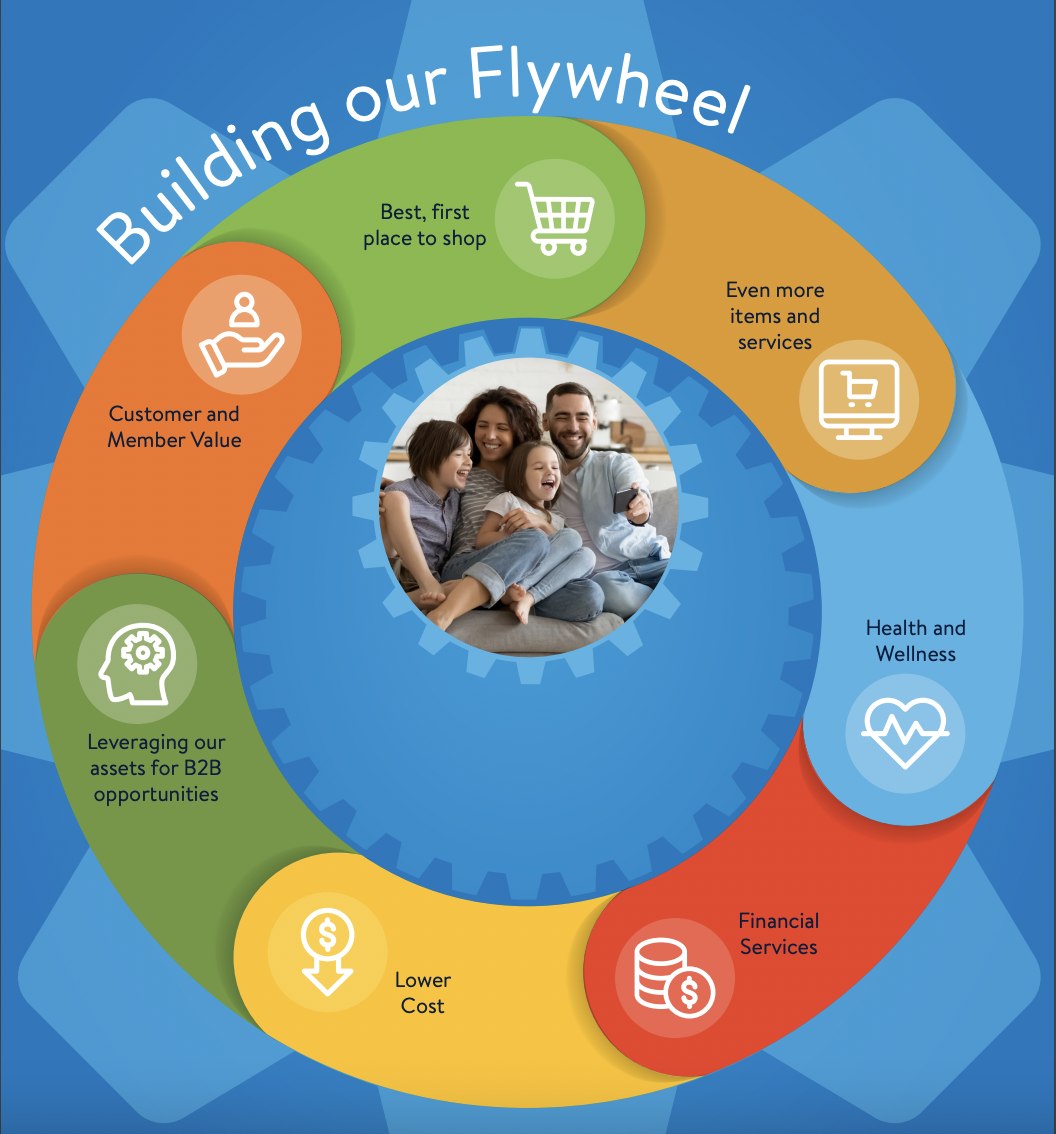 Building our Flywheel
Best, first
place to shop
Even more
items and
services
Health and
Wellness
Financial
Services
Lower
Cost
Leveraging our
assets for B2B
opportunities
Customer and
Member Value
$
$